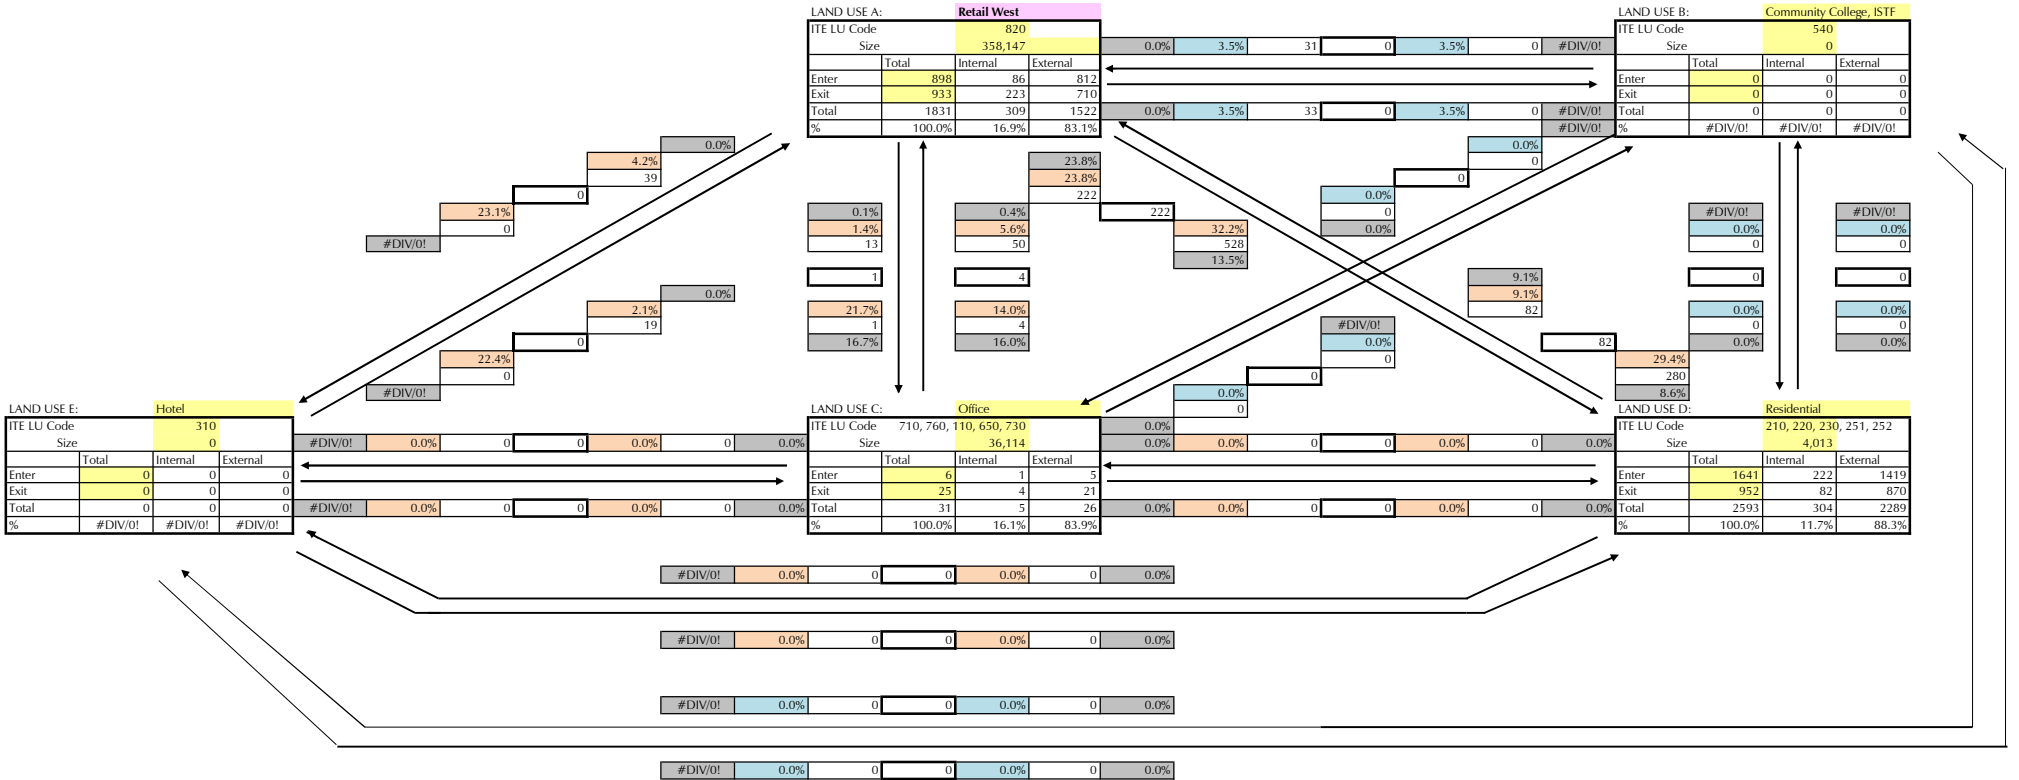 LAND USE A: Retail West LAND USE B: Community College, ISTF
ITE LU Code 820 ITE LU Code 540
Size 358,147 0.0% 3.5% 31 0 3.5% 0 #DIV/0! Size 0
Total Internal External Total Internal External
Enter 898 86 812 Enter 0 0 0
Exit 933 223 710 Exit 0 0 0
Total 1831 309 1522 0.0% 3.5% 33 0 3.5% 0 #DIV/0! Total 0 0 0
% 100.0% 16.9% 83.1% #DIV/0! % #DIV/0! #DIV/0! #DIV/0!
0.0% 0.0%
4.2% 23.8% 0
39 23.8% 0
0 222 0.0%
23.1% 0.1% 0.4% 222 0 #DIV/0! #DIV/0!
0 1.4% 5.6% 32.2% 0.0% 0.0% 0.0%
#DIV/0! 13 50 528 0 0
13.5%
1 4 9.1% 0 0
0.0% 9.1%
2.1% 21.7% 14.0% 82 0.0% 0.0%
19 1 4 #DIV/0! 0 0
0 16.7% 16.0% 0.0% 82 0.0% 0.0%
22.4% 0 29.4%
0 0 280
#DIV/0! 0.0% 8.6%
LAND USE E: Hotel LAND USE C: Office 0 LAND USE D: Residential
ITE LU Code 310 ITE LU Code 710, 760, 110, 650, 730 0.0% ITE LU Code 210, 220, 230, 251, 252
Size 0 #DIV/0! 0.0% 0 0 0.0% 0 0.0% Size 36,114 0.0% 0.0% 0 0 0.0% 0 0.0% Size 4,013
Total Internal External Total Internal External Total Internal External
Enter 0 0 0 Enter 6 1 5 Enter 1641 222 1419
Exit 0 0 0 Exit 25 4 21 Exit 952 82 870
Total 0 0 0 #DIV/0! 0.0% 0 0 0.0% 0 0.0% Total 31 5 26 0.0% 0.0% 0 0 0.0% 0 0.0% Total 2593 304 2289
% #DIV/0! #DIV/0! #DIV/0! % 100.0% 16.1% 83.9% % 100.0% 11.7% 88.3%
#DIV/0! 0.0% 0 0 0.0% 0 0.0%
#DIV/0! 0.0% 0 0 0.0% 0 0.0%
#DIV/0! 0.0% 0 0 0.0% 0 0.0%
#DIV/0! 0.0% 0 0 0.0% 0 0.0%